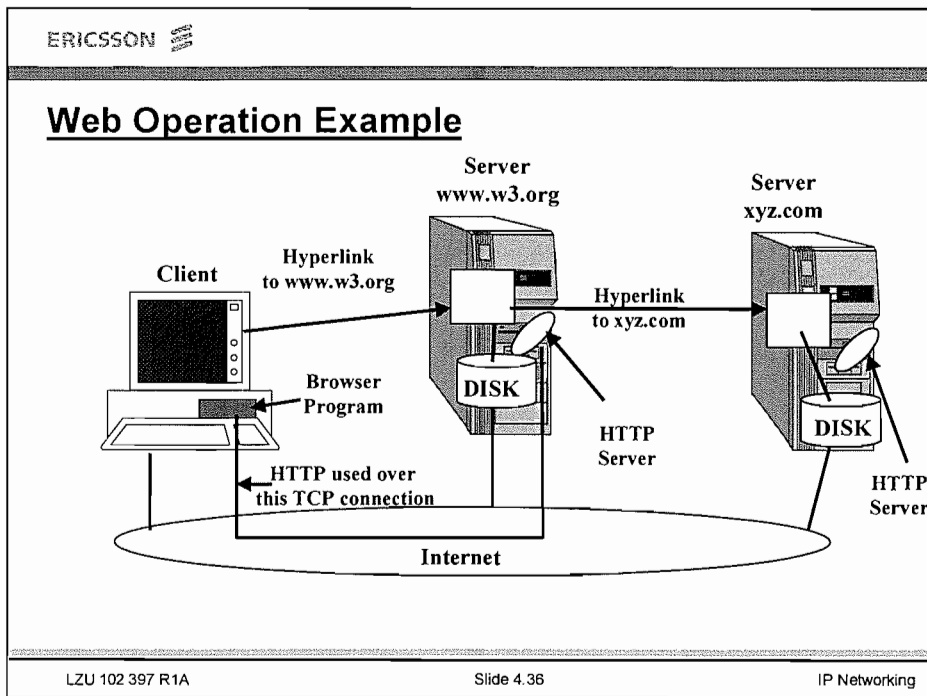 ERICSSON
Web Operation Example
Server
www.w3.org
Server
xyz.com
Client
Hyperlink
to www.w3.org
Hyperlink
to xyz.com
Browser
Program
DISK
HTTP
Server
DISK
HTTP
Server
HTTP used over
this TCP connection
Internet
LZU 102 397 R1A
Slide 4.36
IP Networking